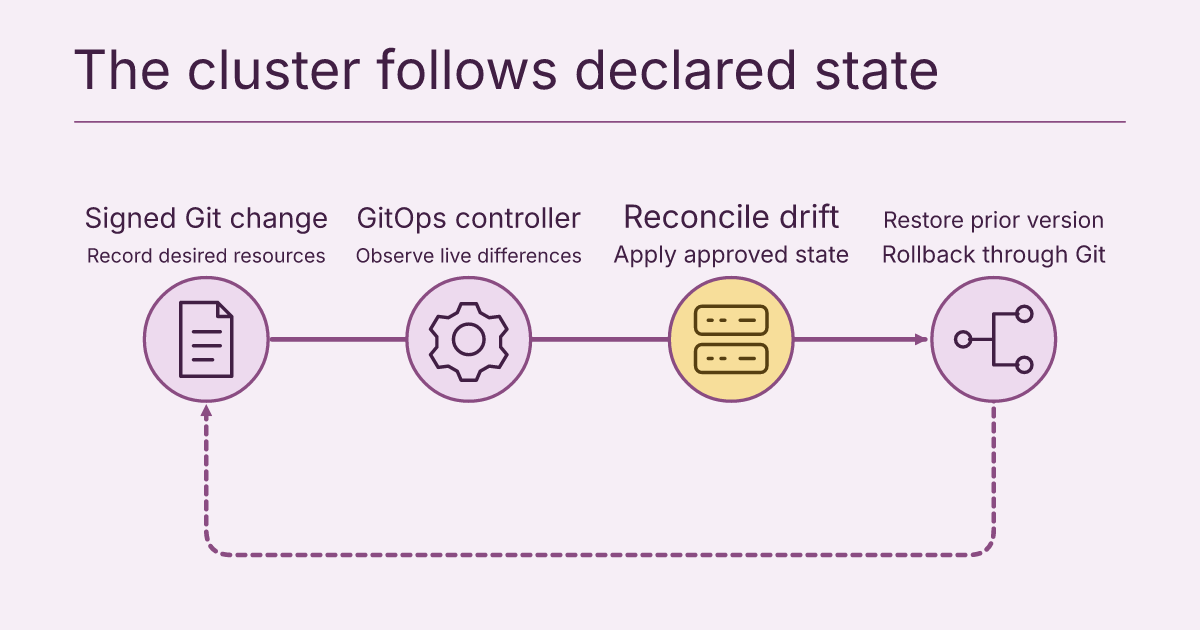 The cluster follows declared state
Signed Git change
Record desired resources
GitOps controller
Observe live differences
Reconcile drift
Apply approved state
Restore prior version
Rollback through Git